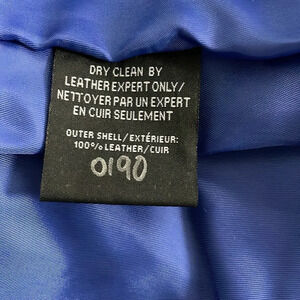 DRY CLEAN BY
LEATHER EXPERT ONLY/
NETTOYER PAR UN EXPERT
EN CUIR SEULEMENT
OUTER SHELL/EXTÉRIEUR:
100% LEATHER/CUIR
0190